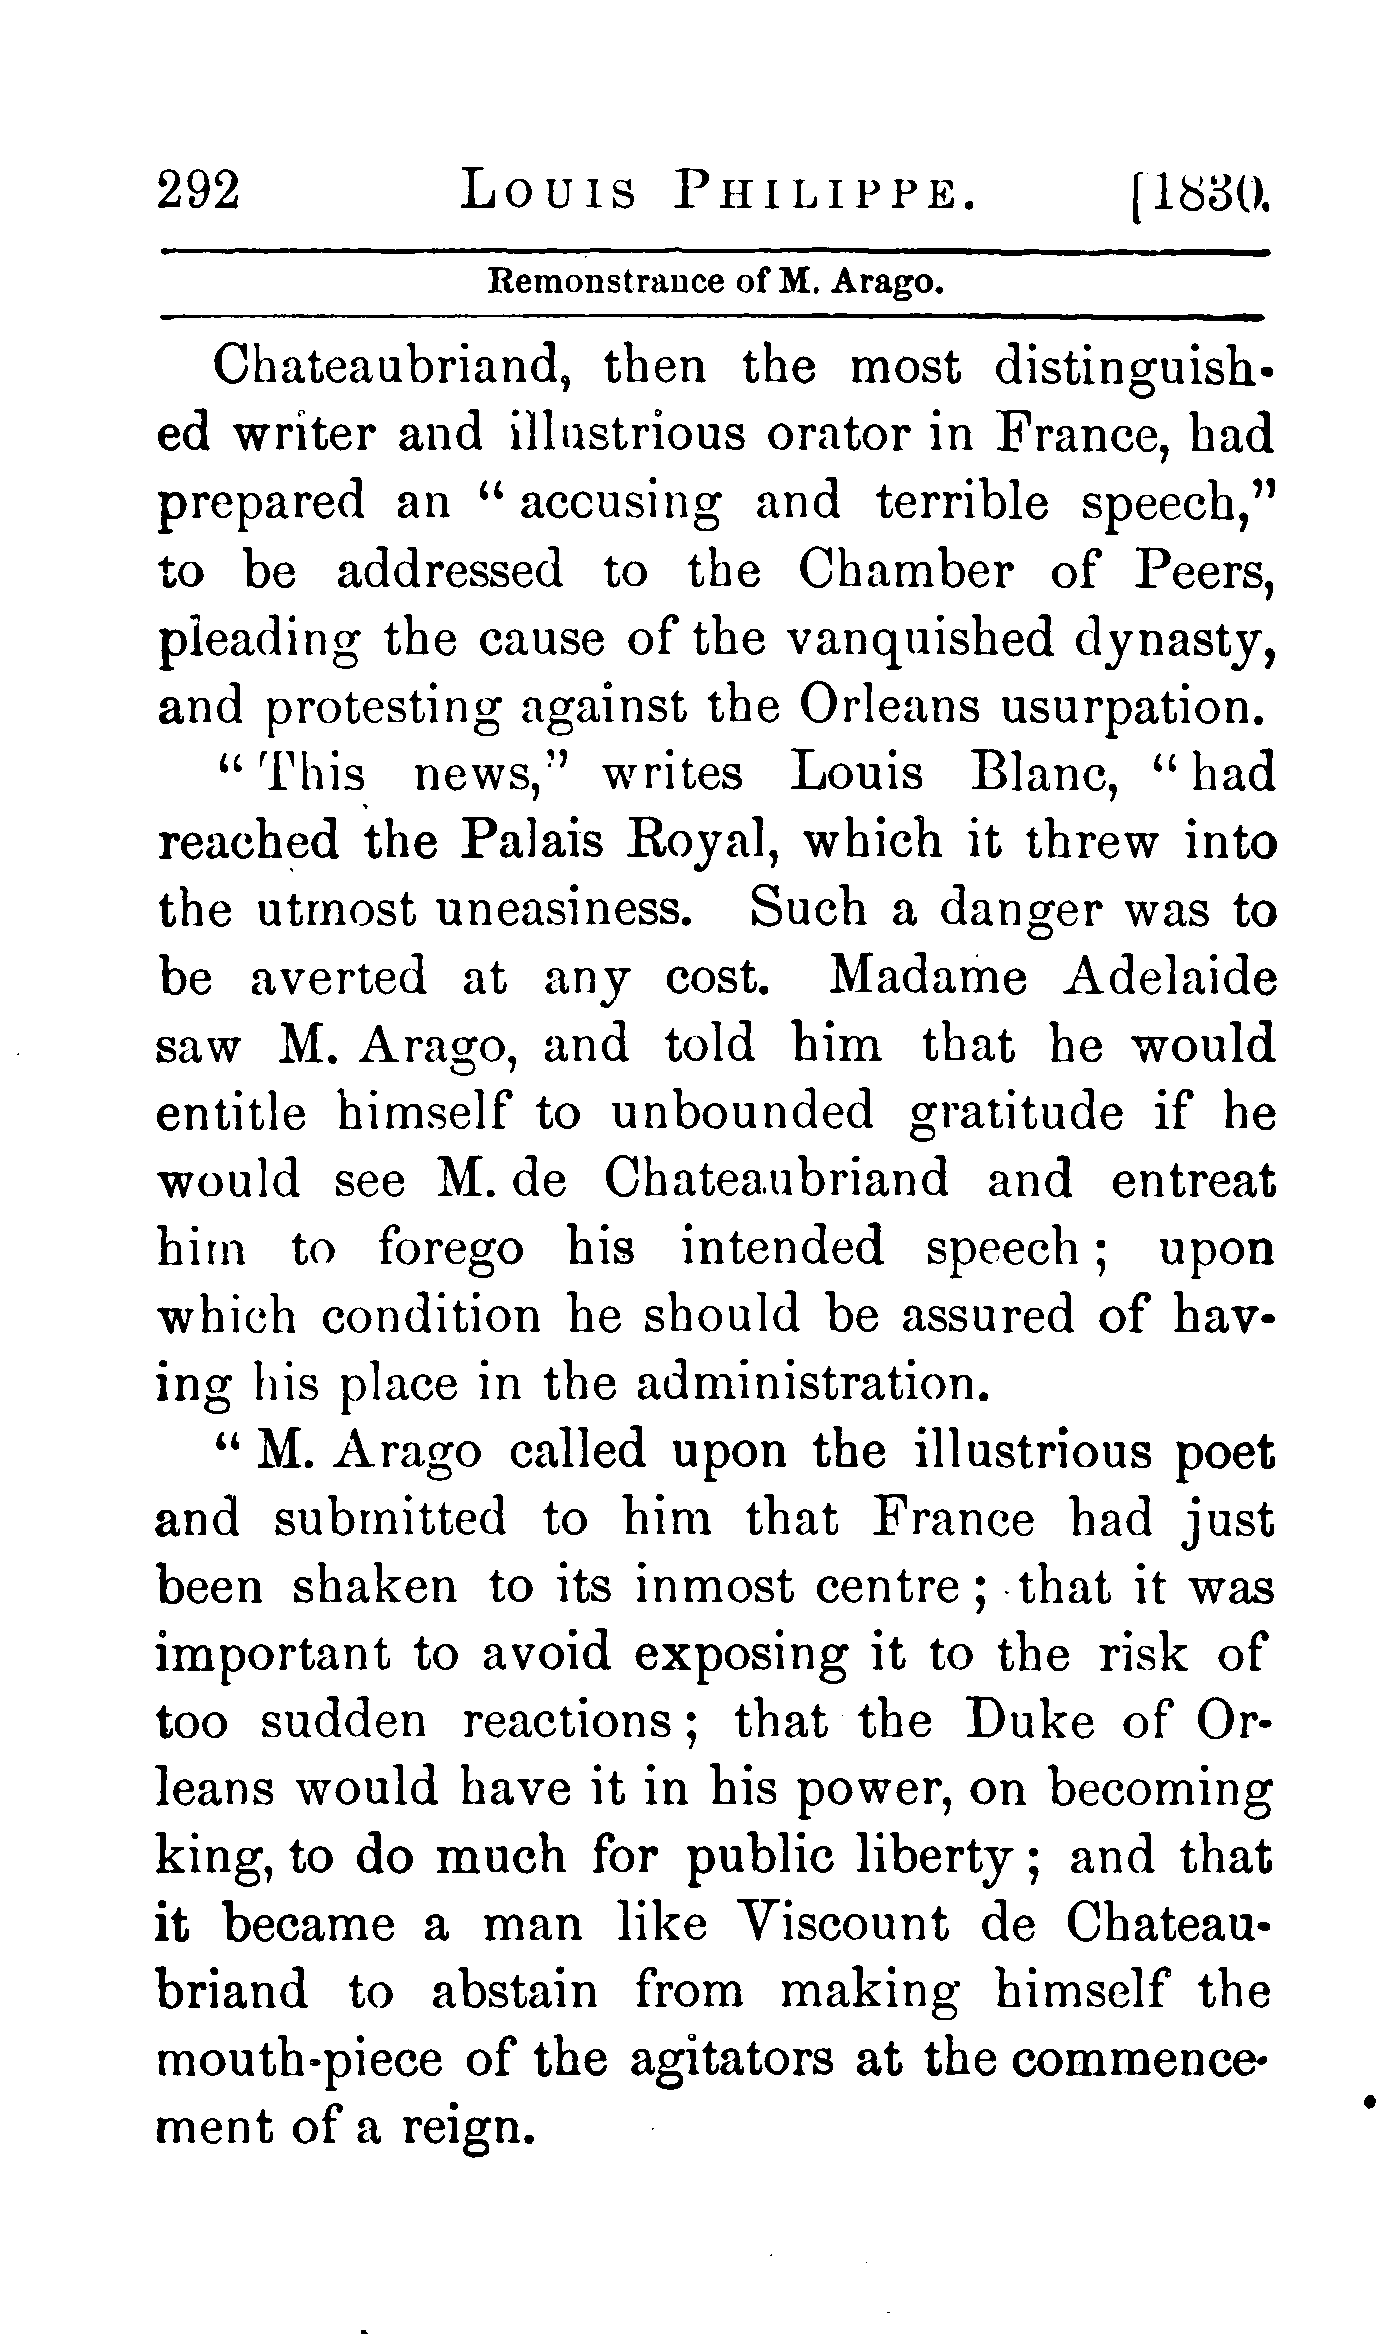 292 LOUIS PHILIPPE. [1830.
Remonstrance of M. Arago.
Chateaubriand, then the most distinguish-
ed writer and illustrious orator in France, had
prepared an " accusing and terrible speech,"
to be addressed to the Chamber of Peers,
pleading the cause of the vanquished dynasty,
and protesting against the Orleans usurpation.
" This news," writes Louis Blanc, " had
reached the Palais Royal, which it threw into
the utmost uneasiness. Such a danger was to
be averted at any cost. Madame Adelaide
saw M. Arago, and told him that he would
entitle himself to unbounded gratitude if he
would see M. de Chateaubriand and entreat
him to forego his intended speech ; upon
which condition he should be assured of hav-
ing his place in the administration.
" M. Arago called upon the illustrious poet
and submitted to him that France had just
been shaken to its inmost centre ; that it was
important to avoid exposing it to the risk of
too sudden reactions ; that the Duke of Or-
leans would have it in his power, on becoming
king, to do much for public liberty ; and that
it became a man like Viscount de Chateau-
briand to abstain from making himself the
mouth-piece of the agitators at the commence-
ment of a reign.